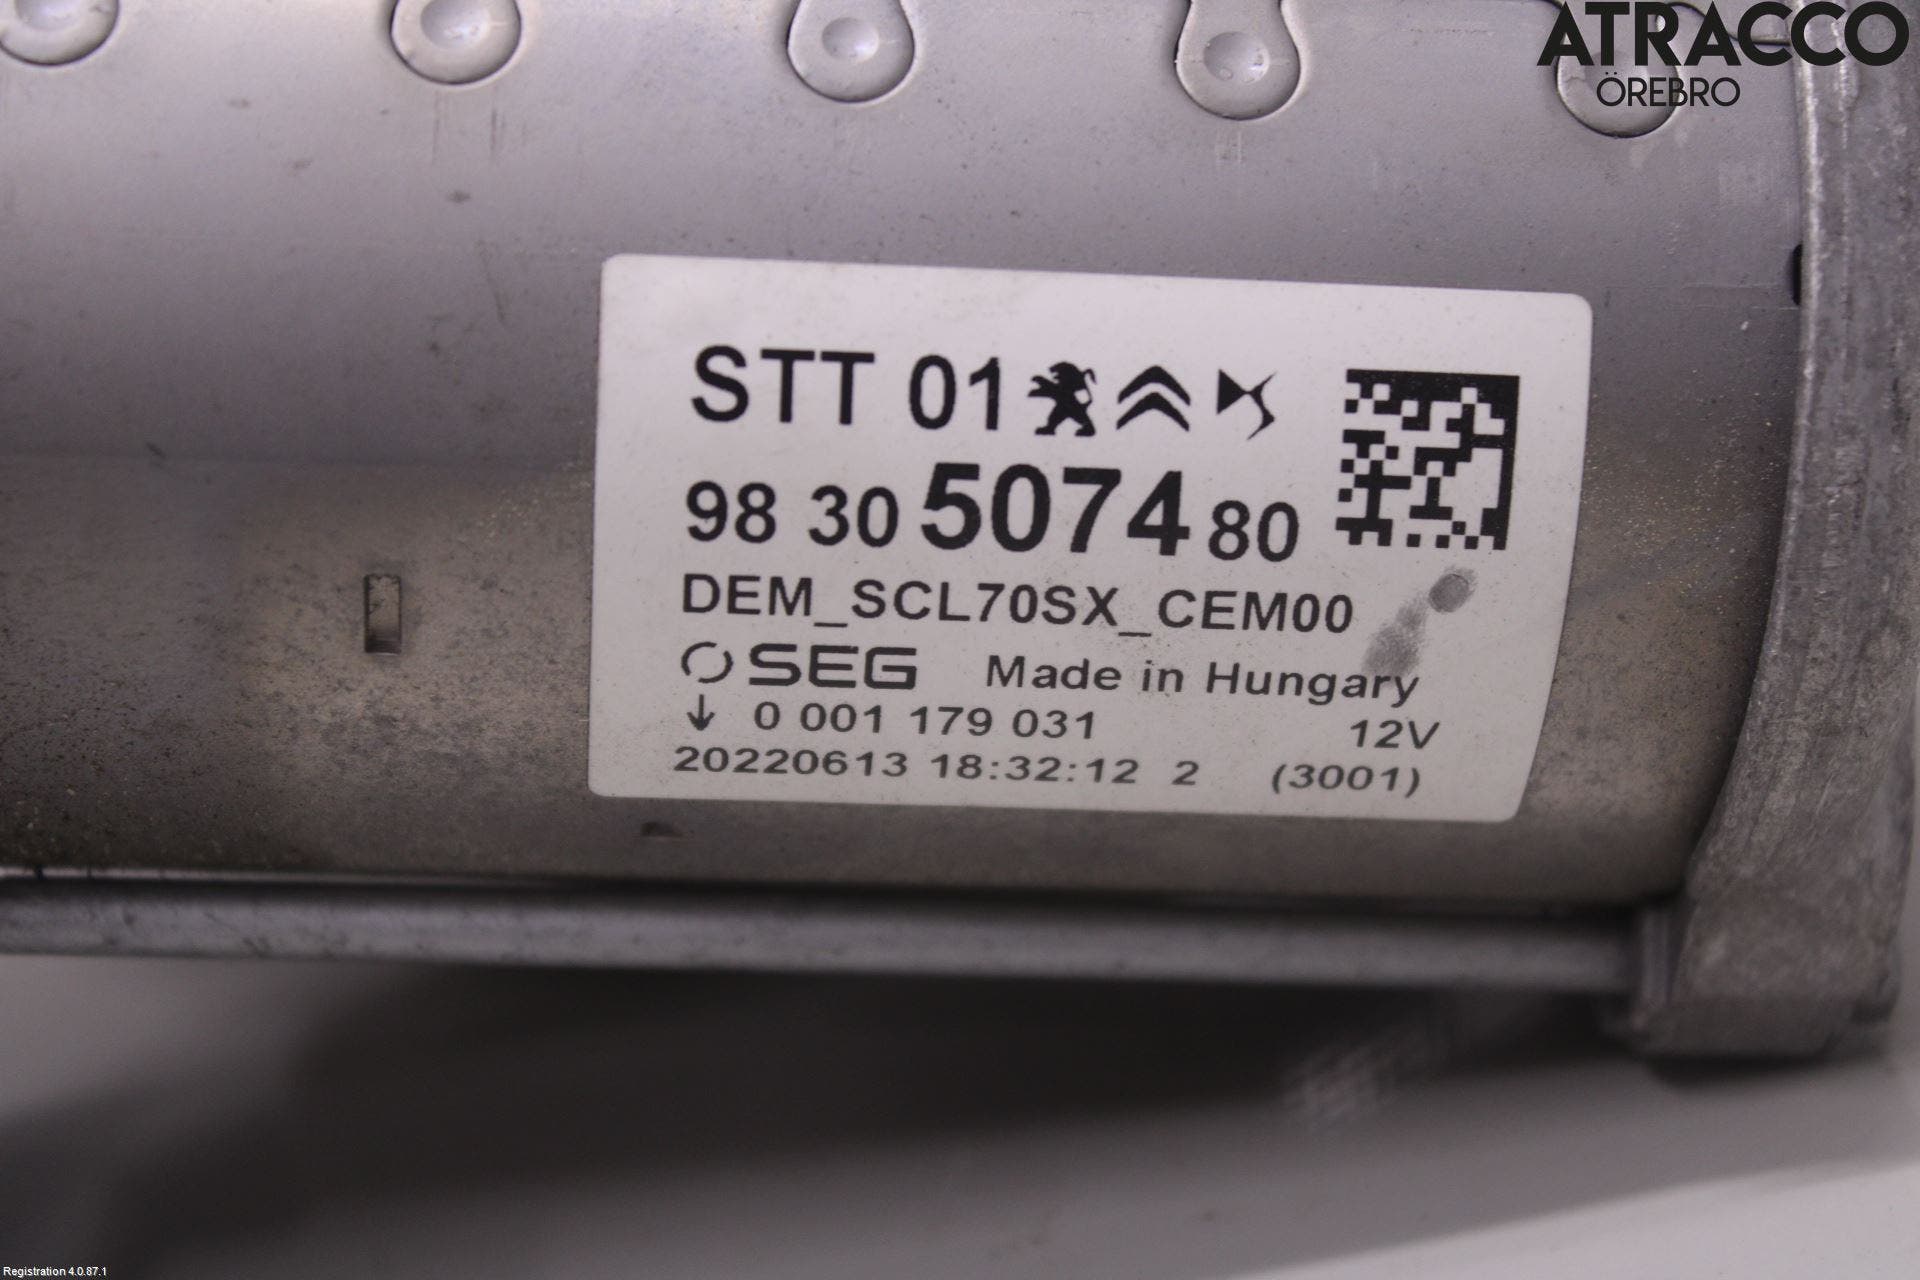 ATRACCO
ÖREBRO
STT 01
98 30 5074 80
DEM_SCL70SX_CEM00
SEG Made in Hungary
↓ 0 001 179 031 12V
20220613 18:32:12 2 (3001)
Registration 4.0.87.1